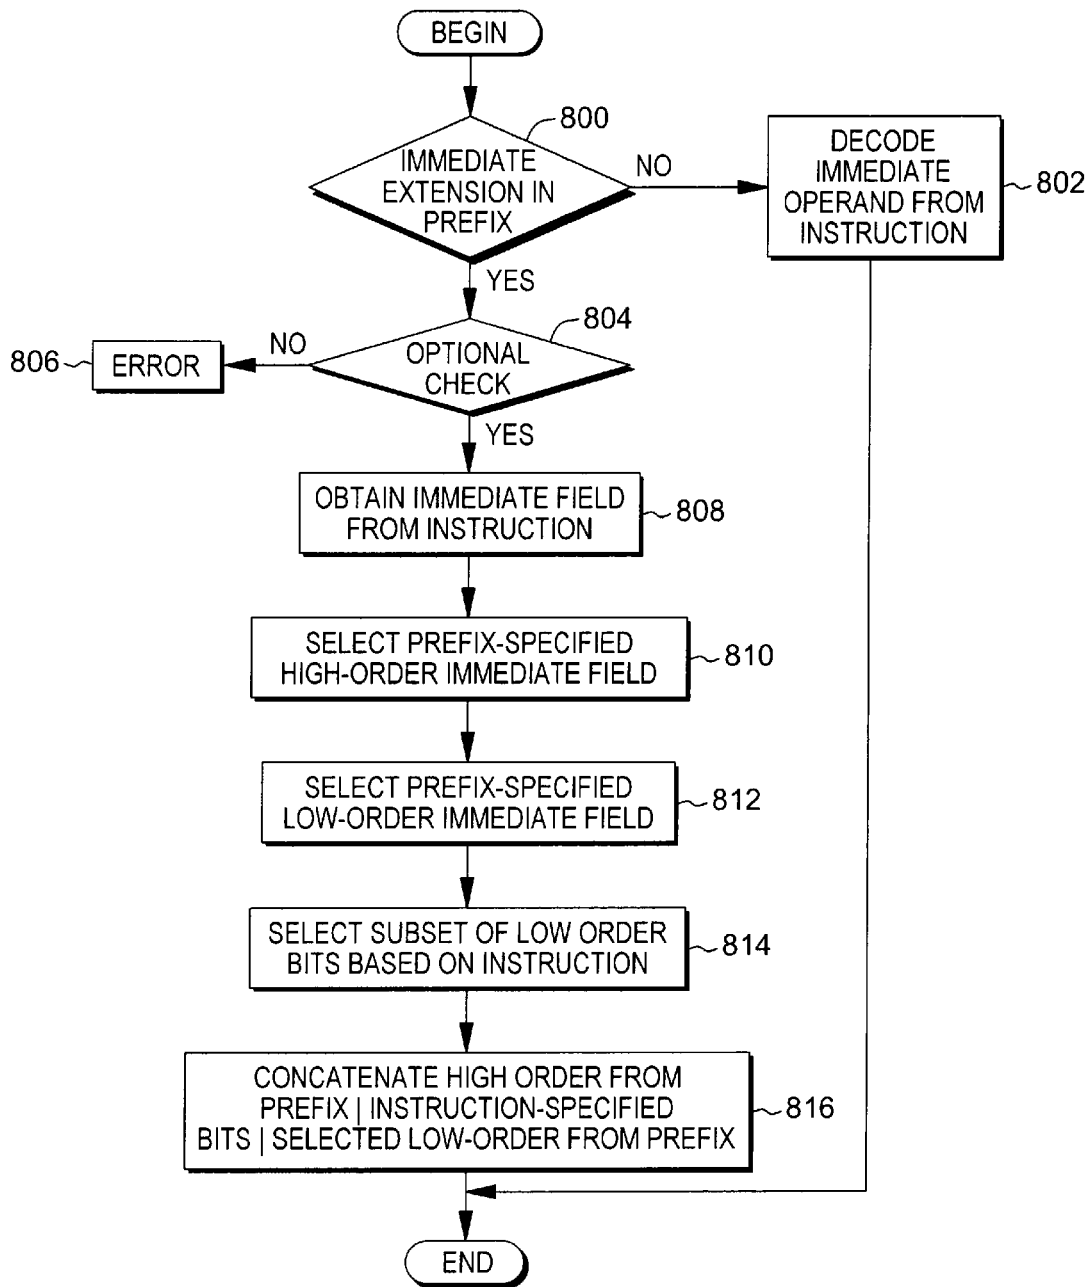 BEGIN
800
IMMEDIATE
EXTENSION IN
PREFIX
NO
DECODE
IMMEDIATE
OPERAND FROM
INSTRUCTION
802
YES
804
OPTIONAL
CHECK
NO
806
ERROR
YES
OBTAIN IMMEDIATE FIELD
FROM INSTRUCTION
808
SELECT PREFIX-SPECIFIED
HIGH-ORDER IMMEDIATE FIELD
810
SELECT PREFIX-SPECIFIED
LOW-ORDER IMMEDIATE FIELD
812
SELECT SUBSET OF LOW ORDER
BITS BASED ON INSTRUCTION
814
CONCATENATE HIGH ORDER FROM
PREFIX | INSTRUCTION-SPECIFIED
BITS | SELECTED LOW-ORDER FROM PREFIX
816
END